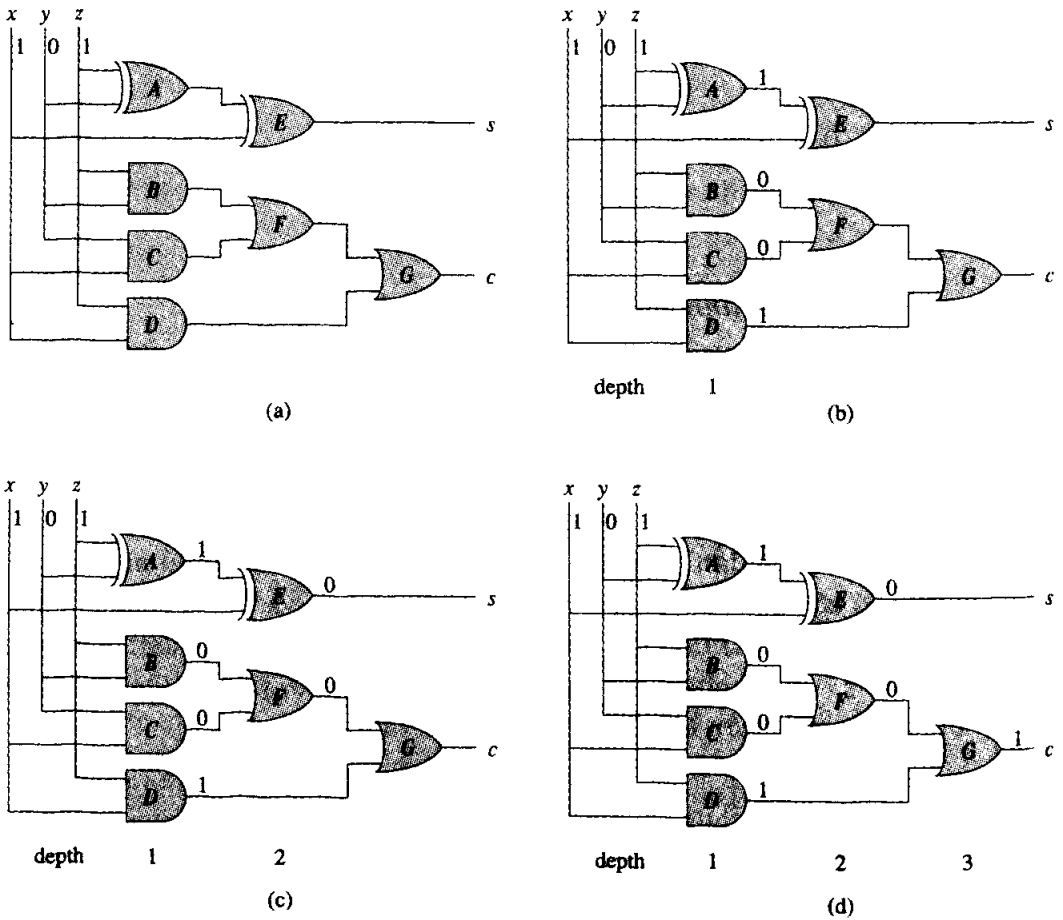 x y z
1 0 1
A
E
s
B
F
C
G
c
D
(a)
x y z
1 0 1
A 1
E
s
B 0
F
C 0
G
c
D 1
depth 1
(b)
x y z
1 0 1
A 1
E 0
s
B 0
F 0
C 0
G
c
D 1
depth 1 2
(c)
x y z
1 0 1
A 1
E 0
s
B 0
F 0
C 0
G 1
c
D 1
depth 1 2 3
(d)